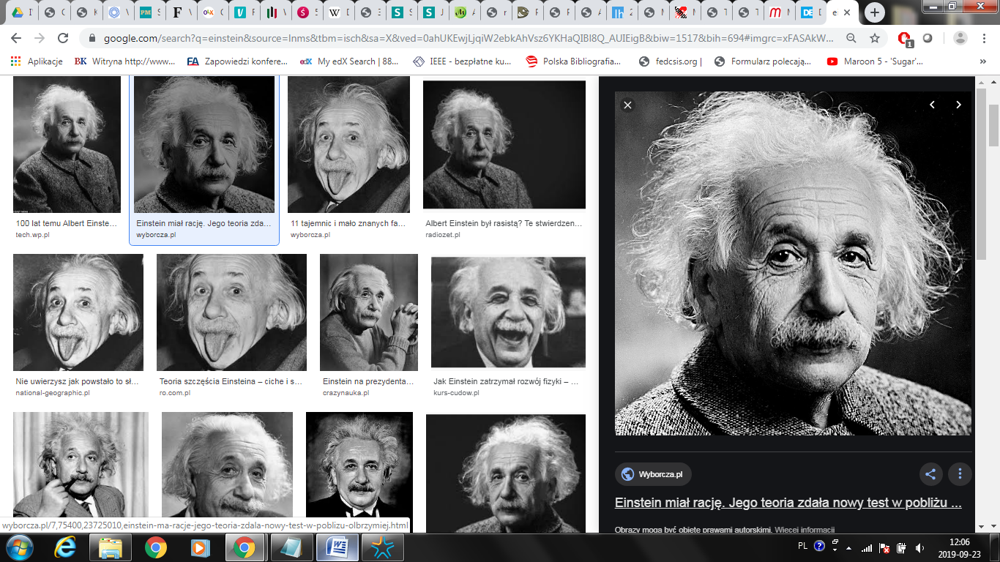 google.com/search?q=einstein&source=lnms&tbm=isch&sa=X&ved=0ahUKEwjLjqiW2ebkAhVsz6YKHaQIBl8Q_AUIEigB&biw=1517&bih=694#imgrc=xFASAkW...
1
Aplikacje BK Witryna http://www... FA Zapowiedzi konfere... edX My edX Search | 88... IEEE - bezpłatne ku... Polska Bibliografia... fedcsis.org | Formularz polecają... Maroon 5 - 'Sugar'... »
100 lat temu Albert Einste...
tech.wp.pl
Einstein miał rację. Jego teoria zda...
wyborcza.pl
11 tajemnic i mało znanych fa...
wyborcza.pl
Albert Einstein był rasistą? Te stwierdzen...
radiozet.pl
Nie uwierzysz jak powstało to sł...
national-geographic.pl
Teoria szczęścia Einsteina – ciche i s...
ro.com.pl
Einstein na prezydenta...
crazynauka.pl
Jak Einstein zatrzymał rozwój fizyki – ...
kurs-cudow.pl
Wyborcza.pl
Einstein miał rację. Jego teoria zdała nowy test w pobliżu ...
Obrazy mogą być objęte prawami autorskimi. Więcej informacji
wyborcza.pl/7,75400,23725010,einstein-ma-racje-jego-teoria-zdala-nowy-test-w-poblizu-olbrzymiej.html
PL
12:06
2019-09-23